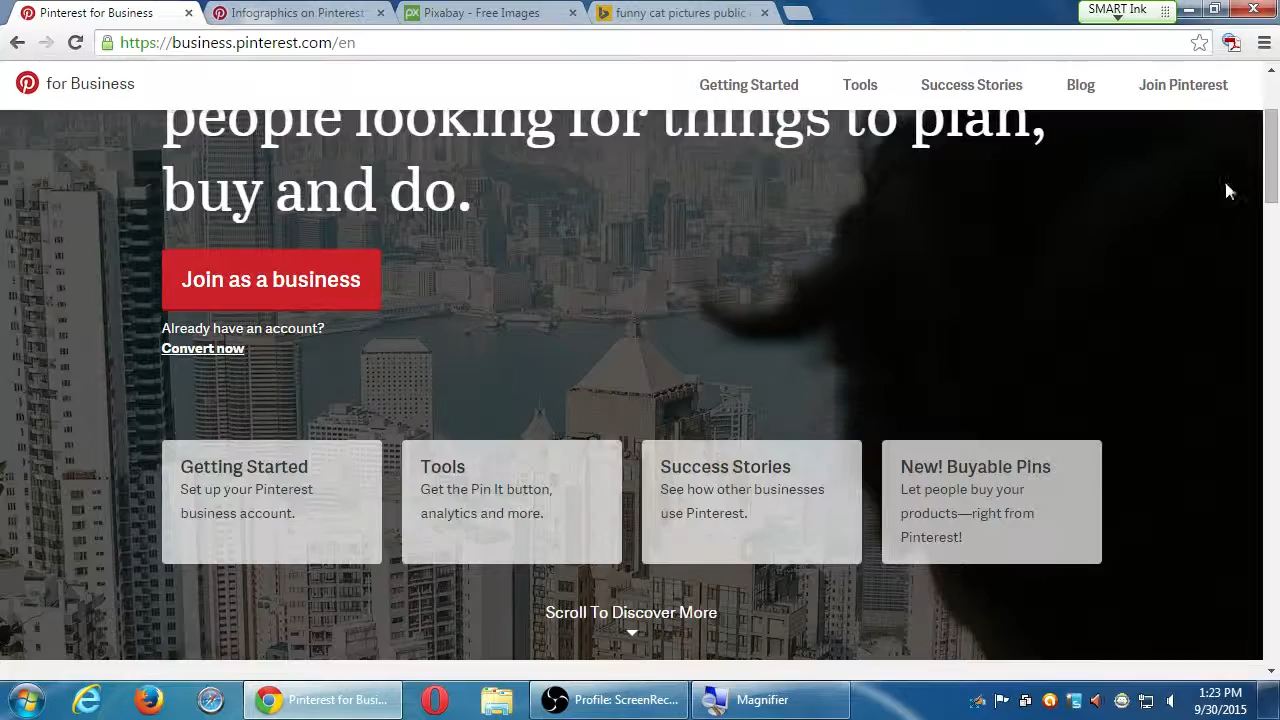 Pinterest for Business
Infographics on Pinterest
Pixabay - Free Images
funny cat pictures public
SMART Ink
https://business.pinterest.com/en
for Business
Getting Started
Tools
Success Stories
Blog
Join Pinterest
people looking for things to plan,
buy and do.
Join as a business
Already have an account?
Convert now
Getting Started
Set up your Pinterest
business account.
Tools
Get the Pin It button,
analytics and more.
Success Stories
See how other businesses
use Pinterest.
New! Buyable Pins
Let people buy your
products—right from
Pinterest!
Scroll To Discover More
Pinterest for Busi...
Profile: ScreenRec...
Magnifier
1:23 PM
9/30/2015